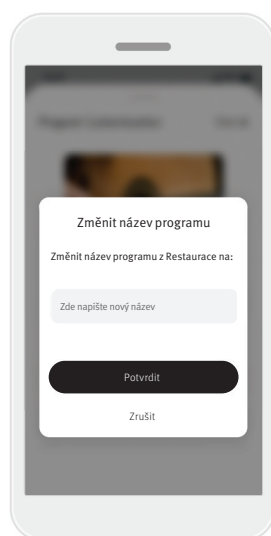 Změnit název programu
Změnit název programu z Restaurace na:
Zde napište nový název
Potvrdit
Zrušit